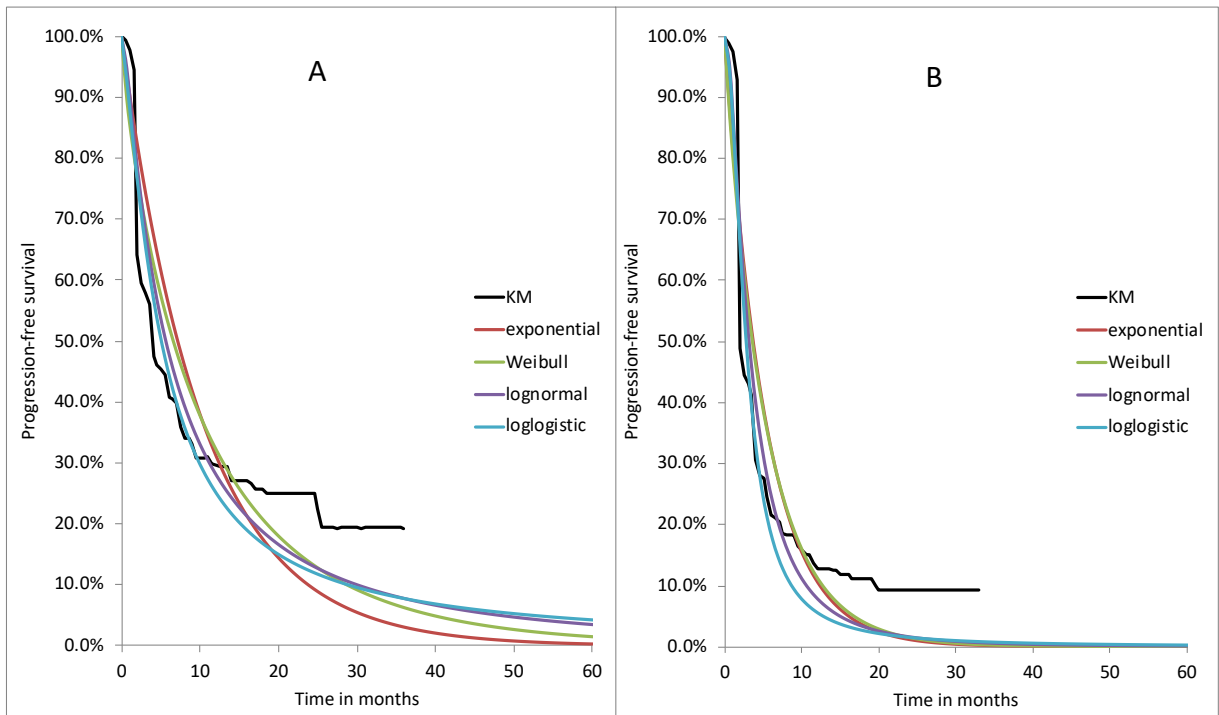 A
100.0%
90.0%
80.0%
70.0%
60.0%
50.0%
40.0%
30.0%
20.0%
10.0%
0.0%
Progression-free survival
KM
exponential
Weibull
lognormal
loglogistic
0 10 20 30 40 50 60
Time in months
B
100.0%
90.0%
80.0%
70.0%
60.0%
50.0%
40.0%
30.0%
20.0%
10.0%
0.0%
Progression-free survival
KM
exponential
Weibull
lognormal
loglogistic
0 10 20 30 40 50 60
Time in months